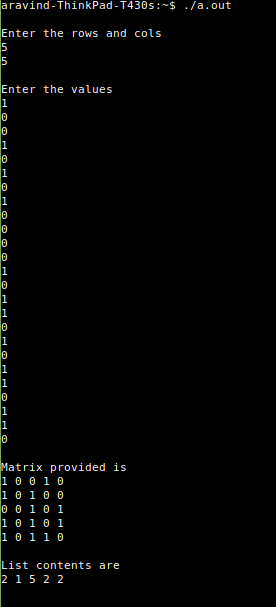 aravind-ThinkPad-T430s:~$ ./a.out
Enter the rows and cols
5
5
Enter the values
1
0
0
1
0
1
0
1
0
0
0
0
1
0
1
1
0
1
0
1
1
0
1
1
0
Matrix provided is
1 0 0 1 0
1 0 1 0 0
0 0 1 0 1
1 0 1 0 1
1 0 1 1 0
List contents are
2 1 5 2 2